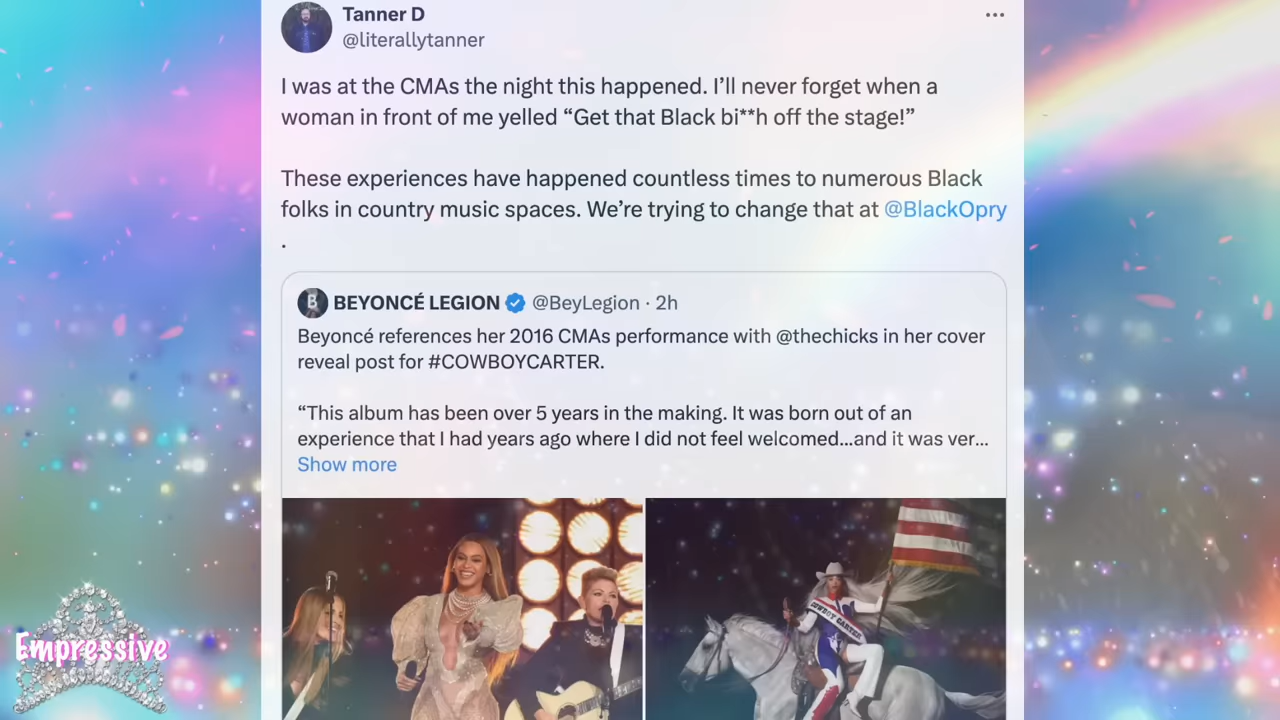 Tanner D
@literallytanner
I was at the CMAs the night this happened. I’ll never forget when a
woman in front of me yelled “Get that Black bi**h off the stage!”
These experiences have happened countless times to numerous Black
folks in country music spaces. We’re trying to change that at @BlackOpry
.
BEYONCÉ LEGION @BeyLegion · 2h
Beyoncé references her 2016 CMAs performance with @thechicks in her cover
reveal post for #COWBOYCARTER.
“This album has been over 5 years in the making. It was born out of an
experience that I had years ago where I did not feel welcomed...and it was ver...
Show more
COWBOY CARTER
Empressive